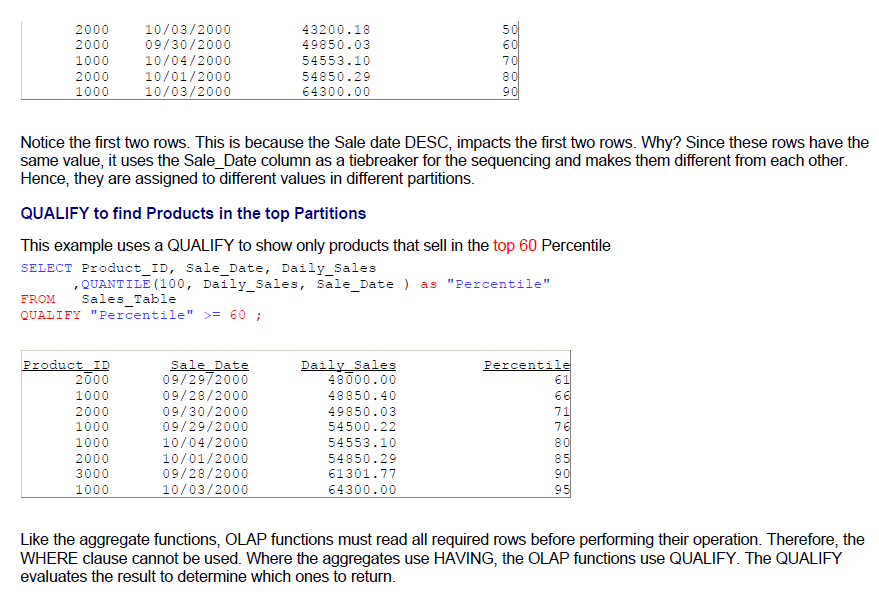 2000 10/03/2000 43200.18 50
2000 09/30/2000 49850.03 60
1000 10/04/2000 54553.10 70
2000 10/01/2000 54850.29 80
1000 10/03/2000 64300.00 90
Notice the first two rows. This is because the Sale date DESC, impacts the first two rows. Why? Since these rows have the
same value, it uses the Sale_Date column as a tiebreaker for the sequencing and makes them different from each other.
Hence, they are assigned to different values in different partitions.
QUALIFY to find Products in the top Partitions
This example uses a QUALIFY to show only products that sell in the top 60 Percentile
SELECT Product_ID, Sale_Date, Daily_Sales
,QUANTILE(100, Daily_Sales, Sale_Date ) as "Percentile"
FROM Sales_Table
QUALIFY "Percentile" >= 60 ;
Product_ID Sale_Date Daily_Sales Percentile
2000 09/29/2000 48000.00 61
1000 09/28/2000 48850.40 66
2000 09/30/2000 49850.03 71
1000 09/29/2000 54500.22 76
1000 10/04/2000 54553.10 80
2000 10/01/2000 54850.29 85
3000 09/28/2000 61301.77 90
1000 10/03/2000 64300.00 95
Like the aggregate functions, OLAP functions must read all required rows before performing their operation. Therefore, the
WHERE clause cannot be used. Where the aggregates use HAVING, the OLAP functions use QUALIFY. The QUALIFY
evaluates the result to determine which ones to return.